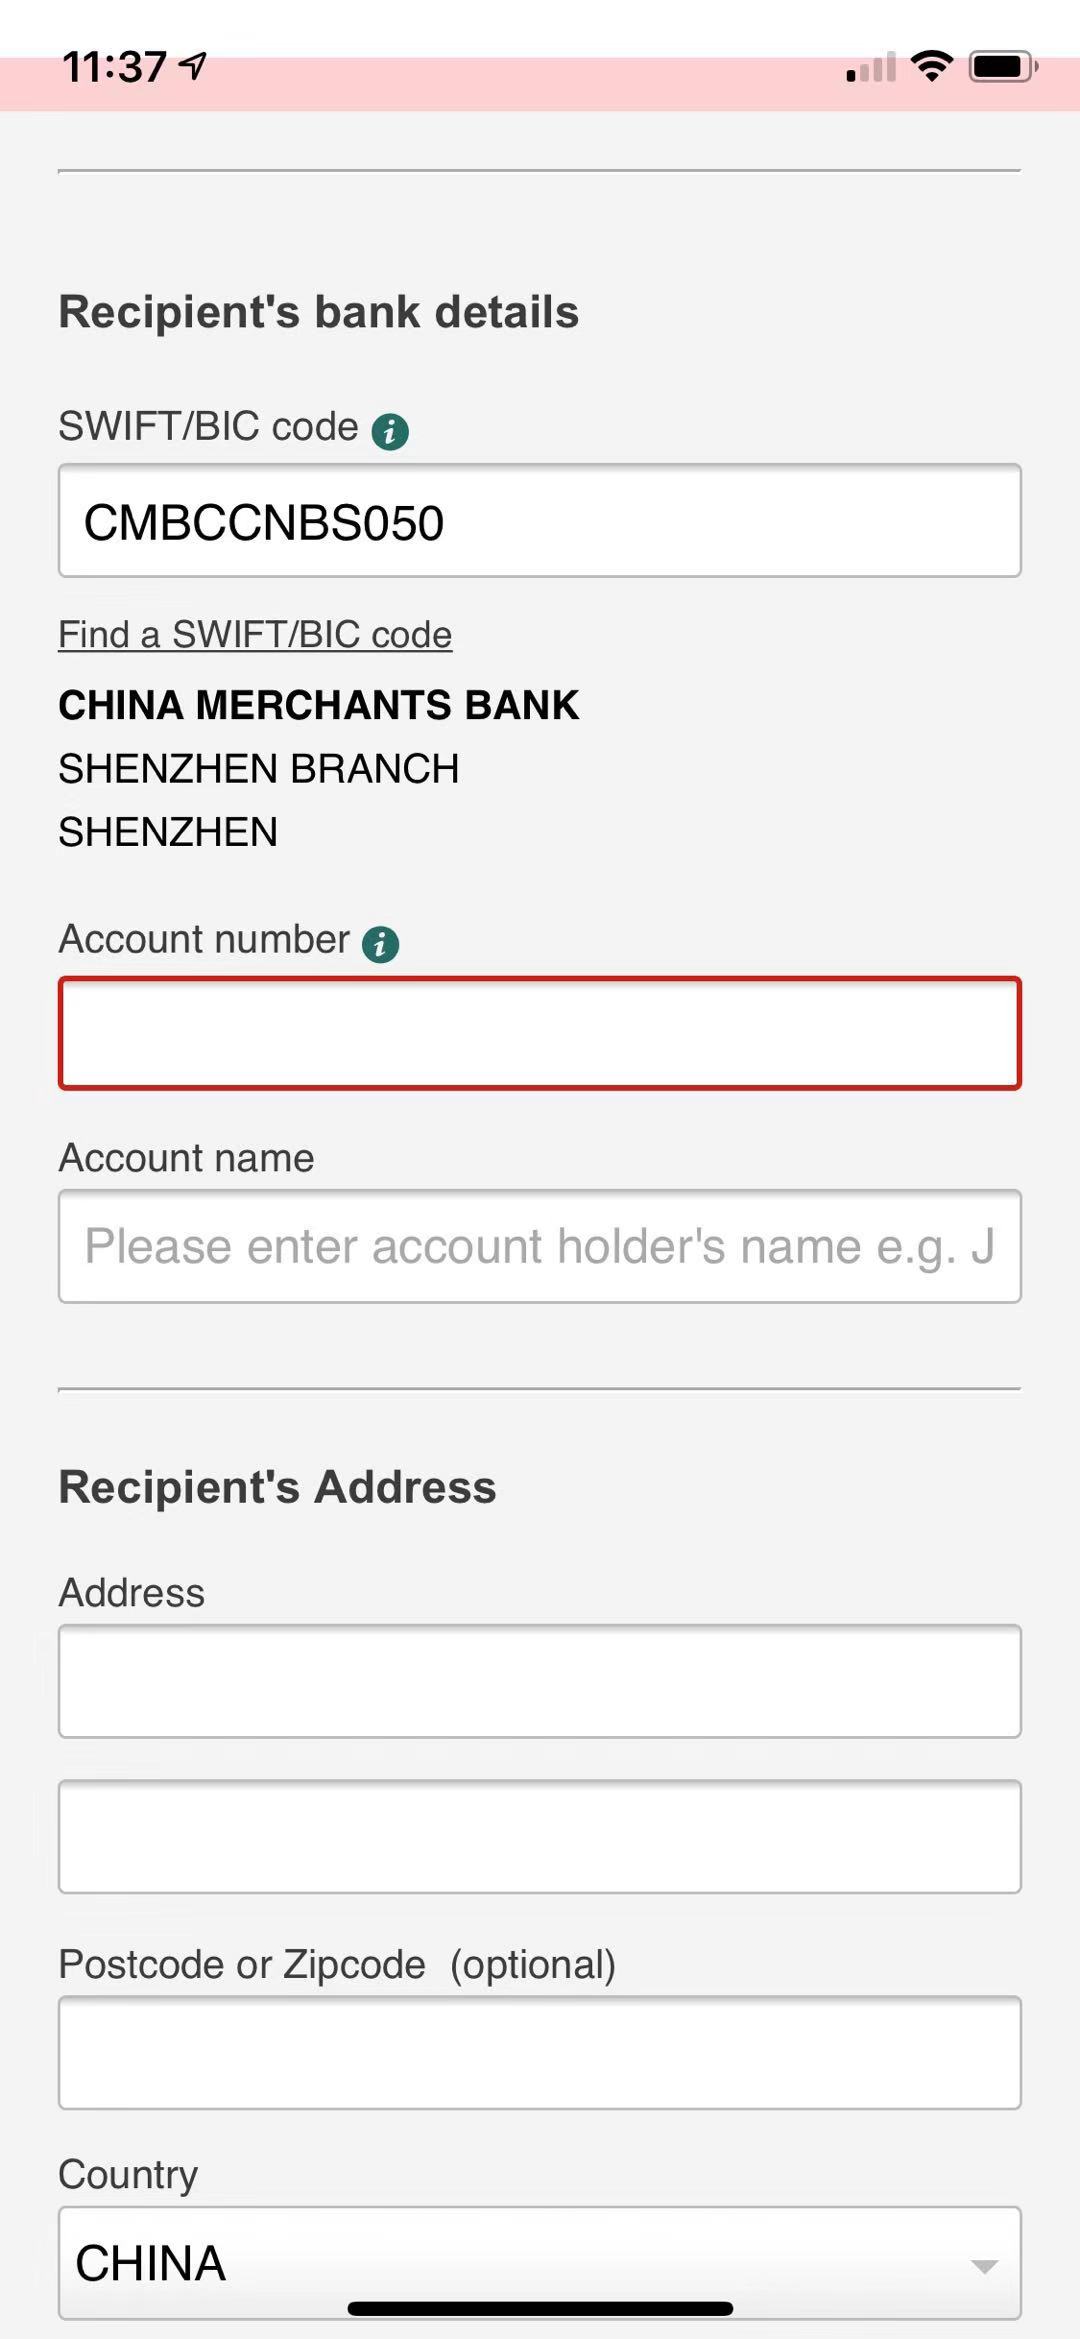 11:37
Recipient's bank details
SWIFT/BIC code i
CMBCCNBS050
Find a SWIFT/BIC code
CHINA MERCHANTS BANK
SHENZHEN BRANCH
SHENZHEN
Account number i
Account name
Please enter account holder's name e.g. J
Recipient's Address
Address
Postcode or Zipcode (optional)
Country
CHINA